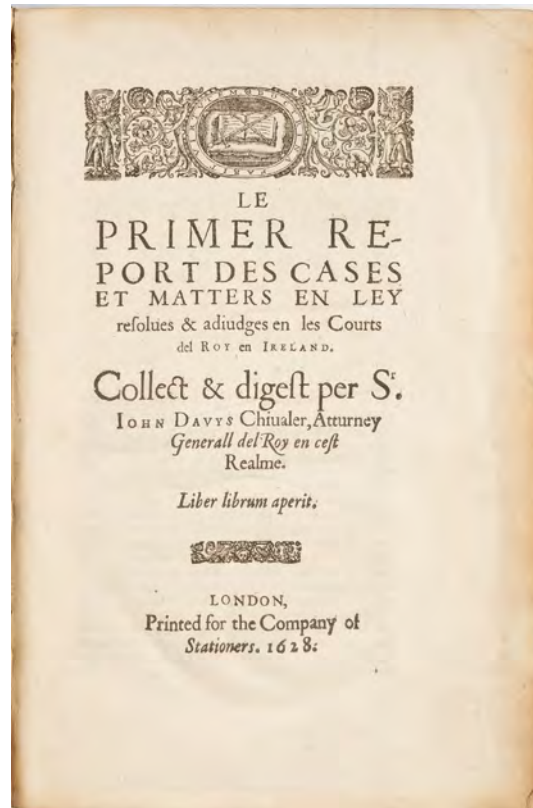 LE
PRIMER RE-
PORT DES CASES
ET MATTERS EN LEY
reſolues & adiudges en les Courts
del ROY en IRELAND.
Collect & digeſt per Sr.
IOHN DAVYS Chiualer, Atturney
Generall del Roy en ceſt
Realme.
Liber librum aperit.
LONDON,
Printed for the Company of
Stationers. 1628.